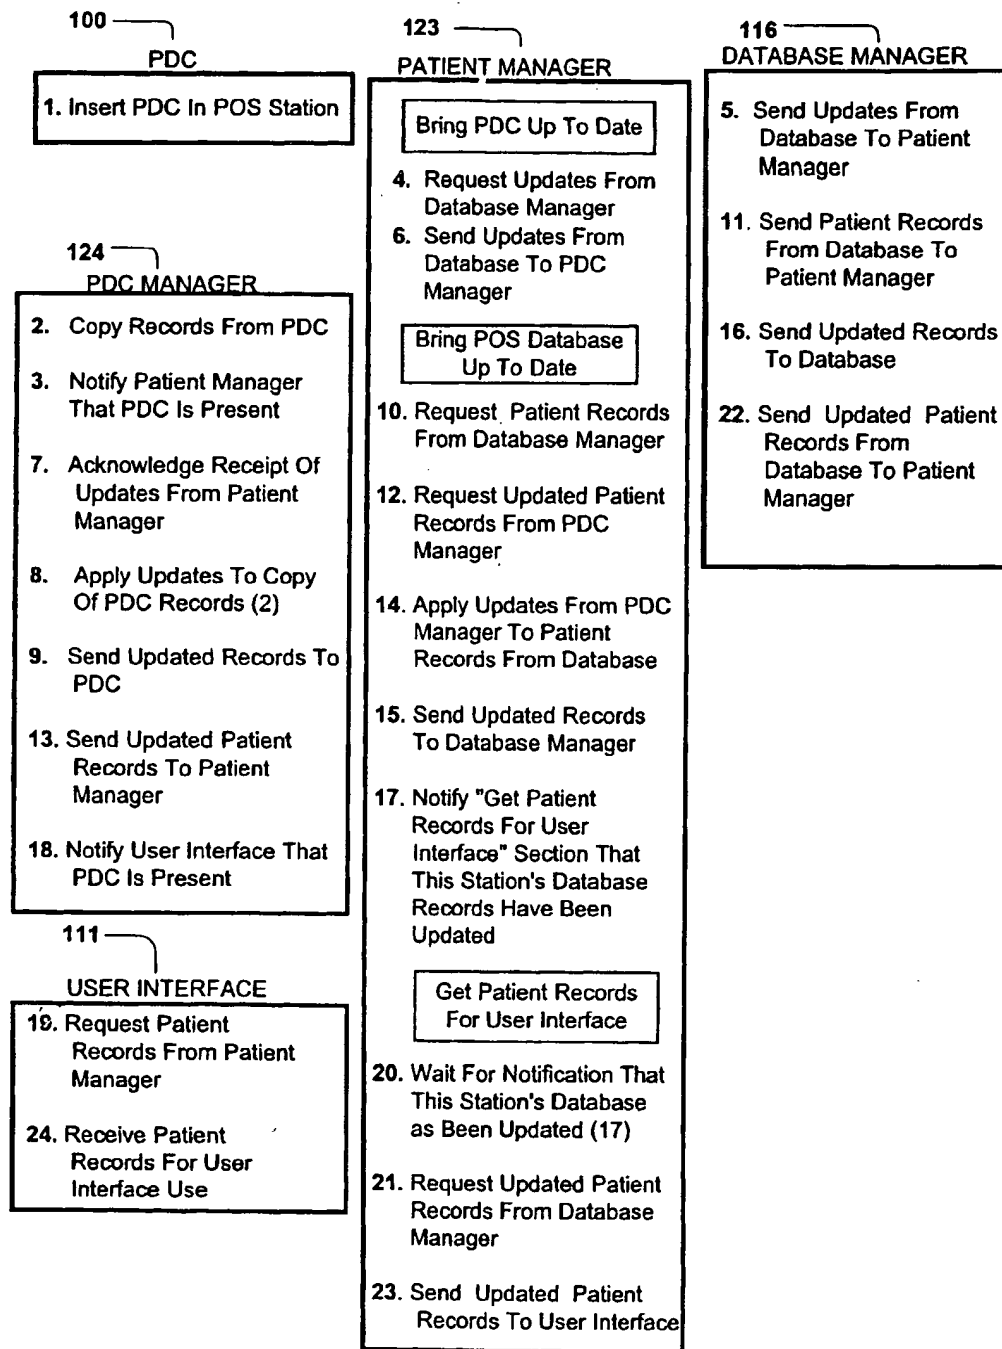 100
PDC
1. Insert PDC In POS Station
124
PDC MANAGER
2. Copy Records From PDC
3. Notify Patient Manager
That PDC Is Present
7. Acknowledge Receipt Of
Updates From Patient
Manager
8. Apply Updates To Copy
Of PDC Records (2)
9. Send Updated Records To
PDC
13. Send Updated Patient
Records To Patient
Manager
18. Notify User Interface That
PDC Is Present
111
USER INTERFACE
19. Request Patient
Records From Patient
Manager
24. Receive Patient
Records For User
Interface Use
123
PATIENT MANAGER
Bring PDC Up To Date
4. Request Updates From
Database Manager
6. Send Updates From
Database To PDC
Manager
Bring POS Database
Up To Date
10. Request Patient Records
From Database Manager
12. Request Updated Patient
Records From PDC
Manager
14. Apply Updates From PDC
Manager To Patient
Records From Database
15. Send Updated Records
To Database Manager
17. Notify "Get Patient
Records For User
Interface" Section That
This Station's Database
Records Have Been
Updated
Get Patient Records
For User Interface
20. Wait For Notification That
This Station's Database
as Been Updated (17)
21. Request Updated Patient
Records From Database
Manager
23. Send Updated Patient
Records To User Interface
116
DATABASE MANAGER
5. Send Updates From
Database To Patient
Manager
11. Send Patient Records
From Database To
Patient Manager
16. Send Updated Records
To Database
22. Send Updated Patient
Records From
Database To Patient
Manager